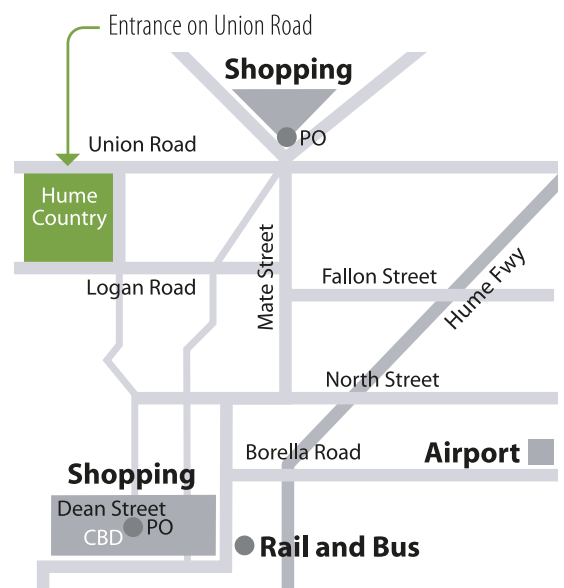 Entrance on Union Road
Shopping
PO
Union Road
Hume
Country
Mate Street
Fallon Street
Hume Fwy
Logan Road
North Street
Borella Road
Airport
Shopping
Dean Street
PO
CBD
Rail and Bus